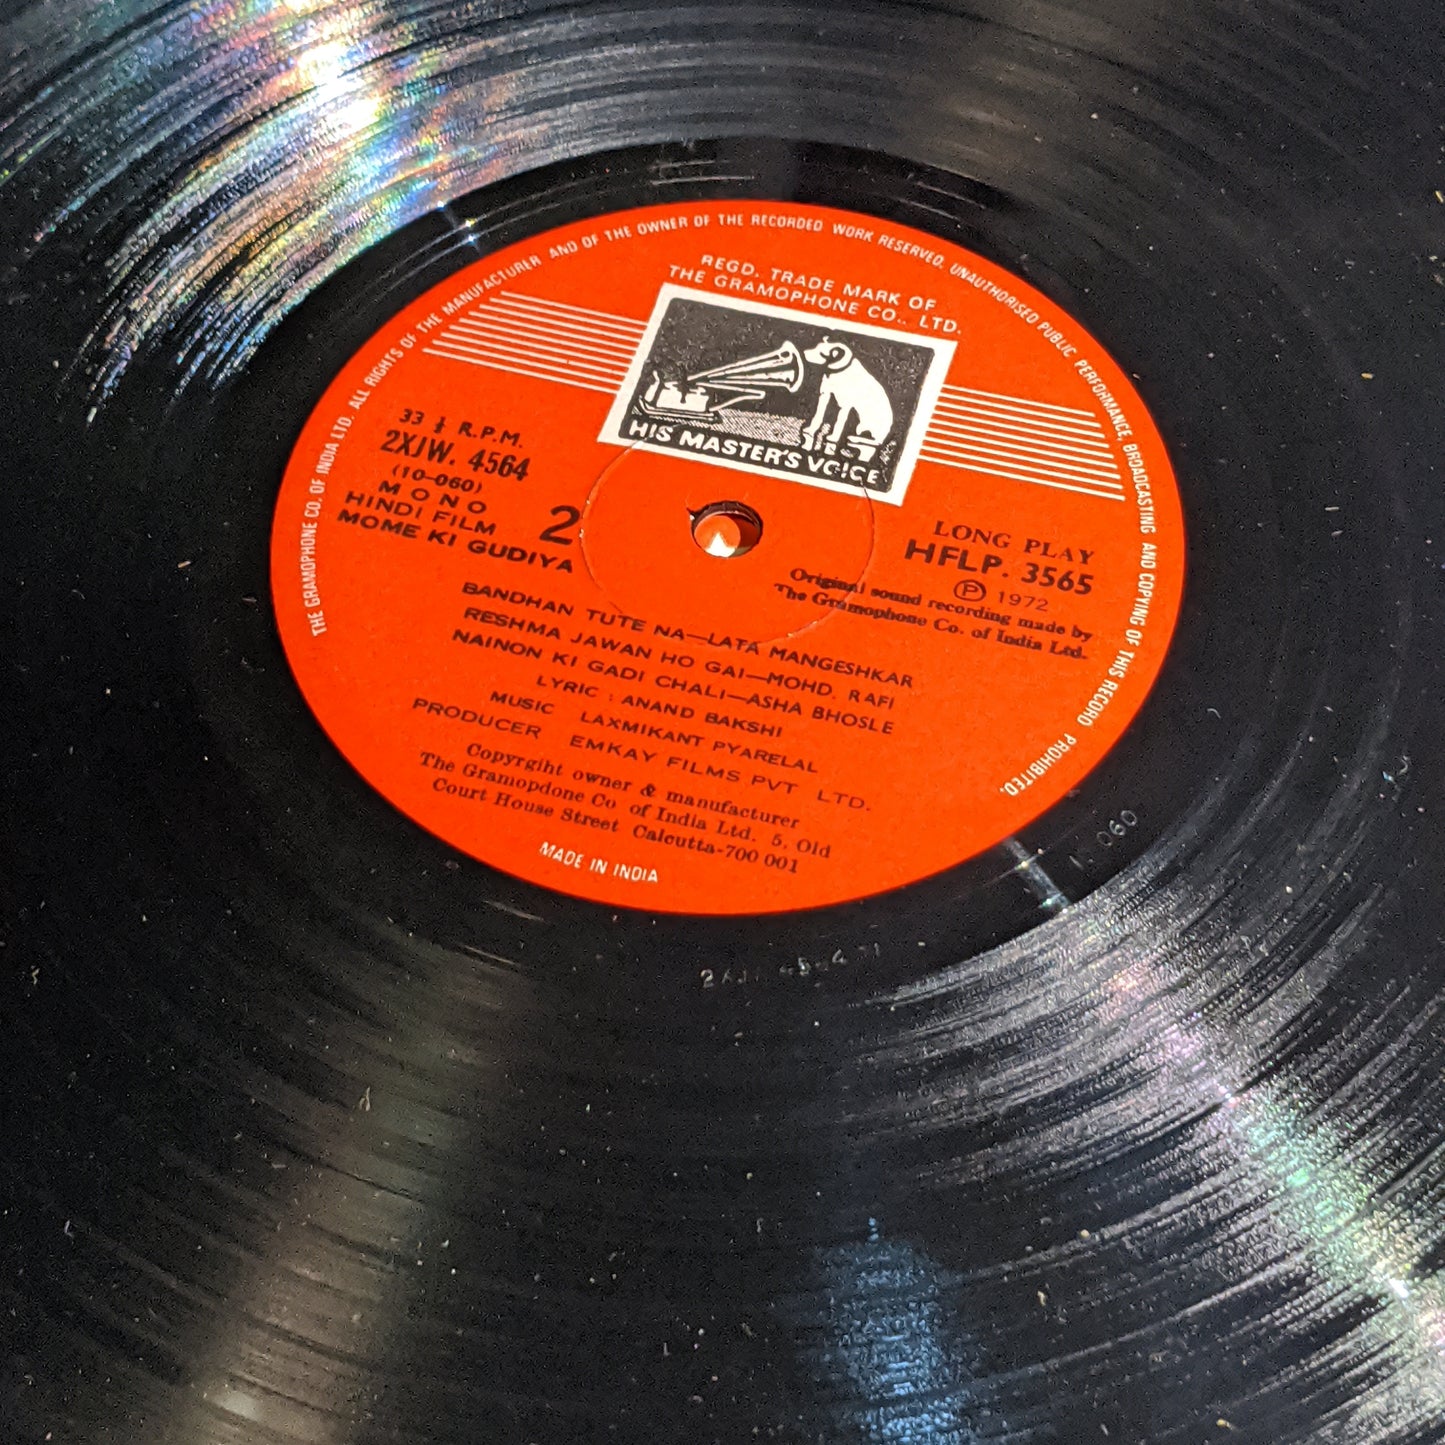 THE GRAMOPHONE CO. OF INDIA LTD. ALL RIGHTS OF THE MANUFACTURER AND OF THE OWNER OF THE RECORDED WORK RESERVED. UNAUTHORISED PUBLIC PERFORMANCE, BROADCASTING AND COPYING OF THIS RECORD PROHIBITED.
REGD. TRADE MARK OF
THE GRAMOPHONE CO., LTD.
HIS MASTER'S VOICE
33 ⅓ R.P.M.
2XJW. 4564
(10-060)
MONO
HINDI FILM
MOME KI GUDIYA
2
LONG PLAY
HFLP. 3565
Ⓟ 1972
Original sound recording made by
The Gramophone Co. of India Ltd.
BANDHAN TUTE NA—LATA MANGESHKAR
RESHMA JAWAN HO GAI—MOHD. RAFI
NAINON KI GADI CHALI—ASHA BHOSLE
LYRIC : ANAND BAKSHI
MUSIC LAXMIKANT PYARELAL
PRODUCER EMKAY FILMS PVT LTD.
Copyrgiht owner & manufacturer
The Gramopdone Co of India Ltd. 5, Old
Court House Street Calcutta-700 001
MADE IN INDIA
060